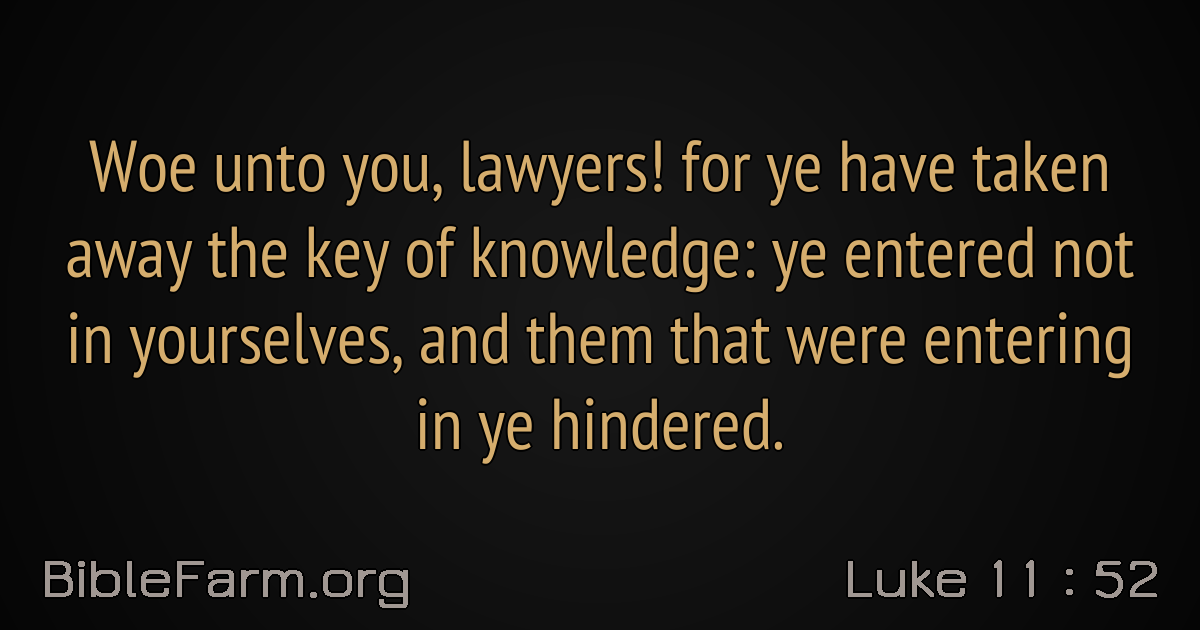 Woe unto you, lawyers! for ye have taken
away the key of knowledge: ye entered not
in yourselves, and them that were entering
in ye hindered.
BibleFarm.org
Luke 11 : 52